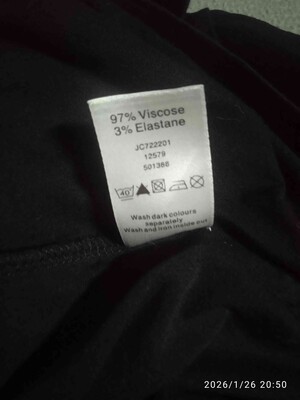 97% Viscose
3% Elastane
JC722201
12579
501368
40
Wash dark colours
separately
Wash and iron inside out
2026/1/26 20:50